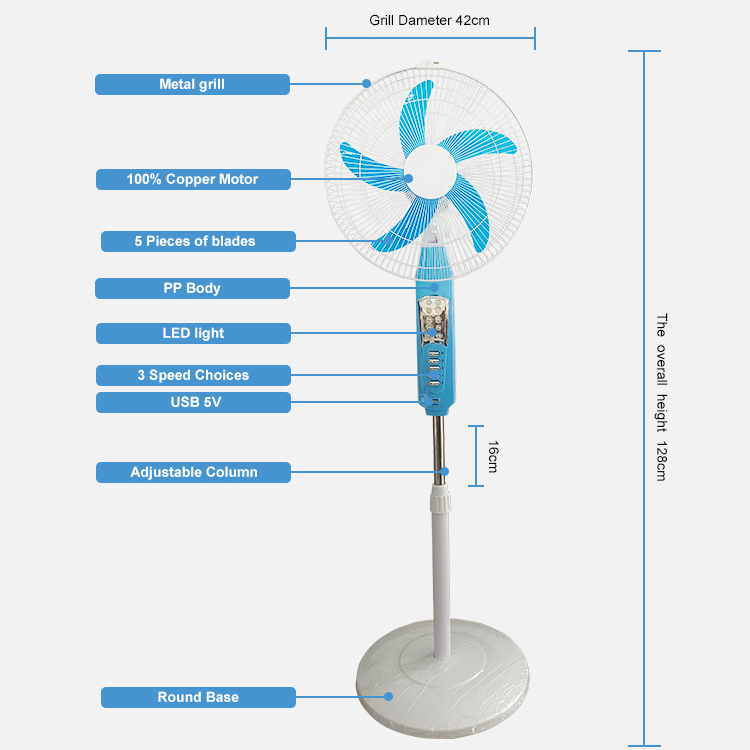 Grill Dameter 42cm
Metal grill
100% Copper Motor
5 Pieces of blades
PP Body
LED light
3 Speed Choices
USB 5V
16cm
Adjustable Column
The overall height 128cm
Round Base